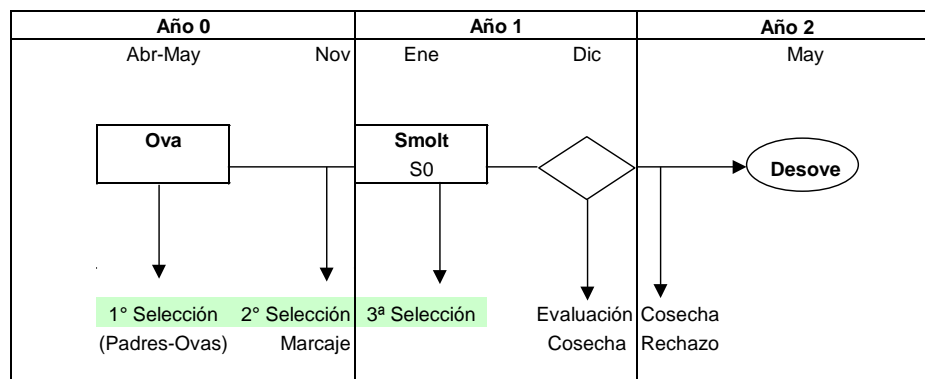 Año 0 Año 1 Año 2
Abr-May Nov Ene Dic May
Ova Smolt
S0 Desove
1° Selección 2° Selección 3ª Selección Evaluación Cosecha
(Padres-Ovas) Marcaje Cosecha Rechazo